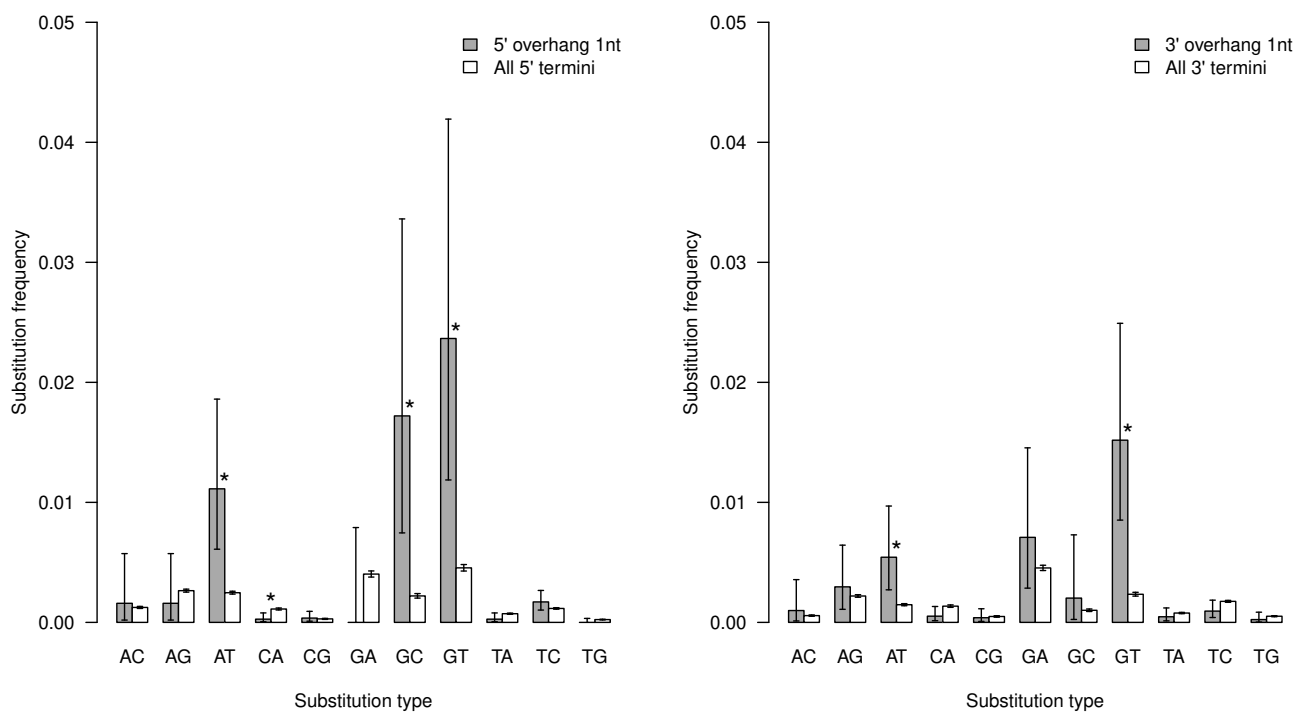 0.05
0.04
0.03
0.02
0.01
0.00
Substitution frequency
5' overhang 1nt
All 5' termini
*
*
*
*
AC AG AT CA CG GA GC GT TA TC TG
Substitution type
0.05
0.04
0.03
0.02
0.01
0.00
Substitution frequency
3' overhang 1nt
All 3' termini
*
*
AC AG AT CA CG GA GC GT TA TC TG
Substitution type